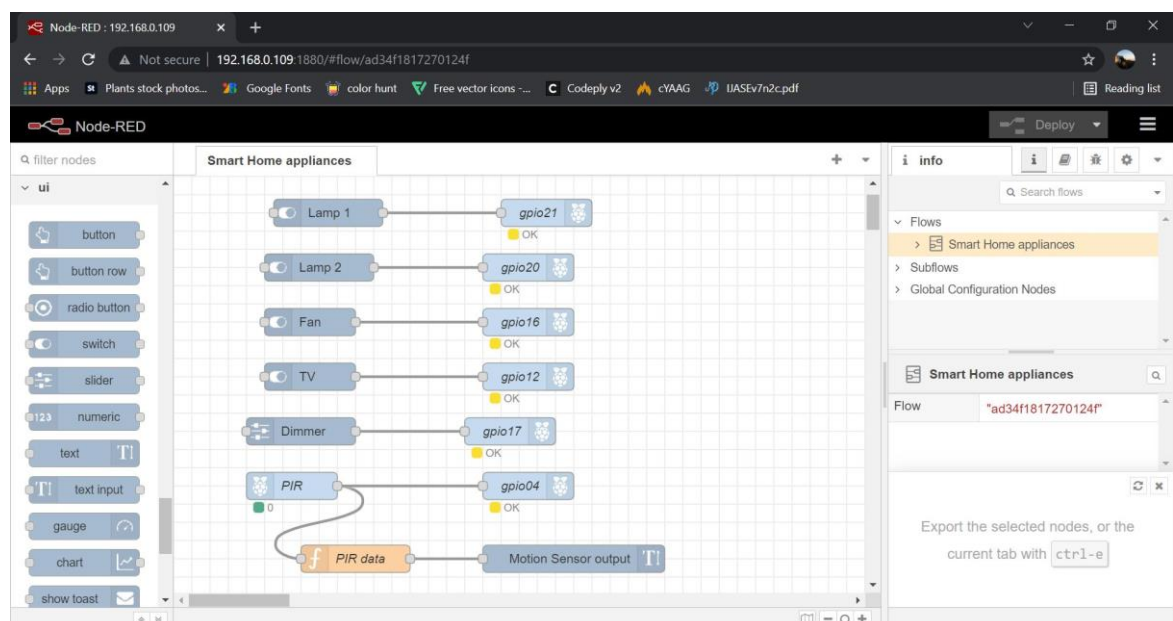 Node-RED : 192.168.0.109
Not secure | 192.168.0.109:1880/#flow/ad34f1817270124f
Apps St Plants stock photos... Google Fonts color hunt Free vector icons -... C Codeply v2 cYAAG IJASEv7n2c.pdf Reading list
Node-RED Deploy
filter nodes
ui
button
button row
radio button
switch
slider
123 numeric
text T
T text input
gauge
chart
show toast
Smart Home appliances
Lamp 1 gpio21
OK
Lamp 2 gpio20
OK
Fan gpio16
OK
TV gpio12
OK
Dimmer gpio17
OK
PIR gpio04
0 OK
f PIR data Motion Sensor output T
i info i
Search flows
Flows
Smart Home appliances
Subflows
Global Configuration Nodes
Smart Home appliances
Flow "ad34f1817270124f"
Export the selected nodes, or the
current tab with ctrl-e